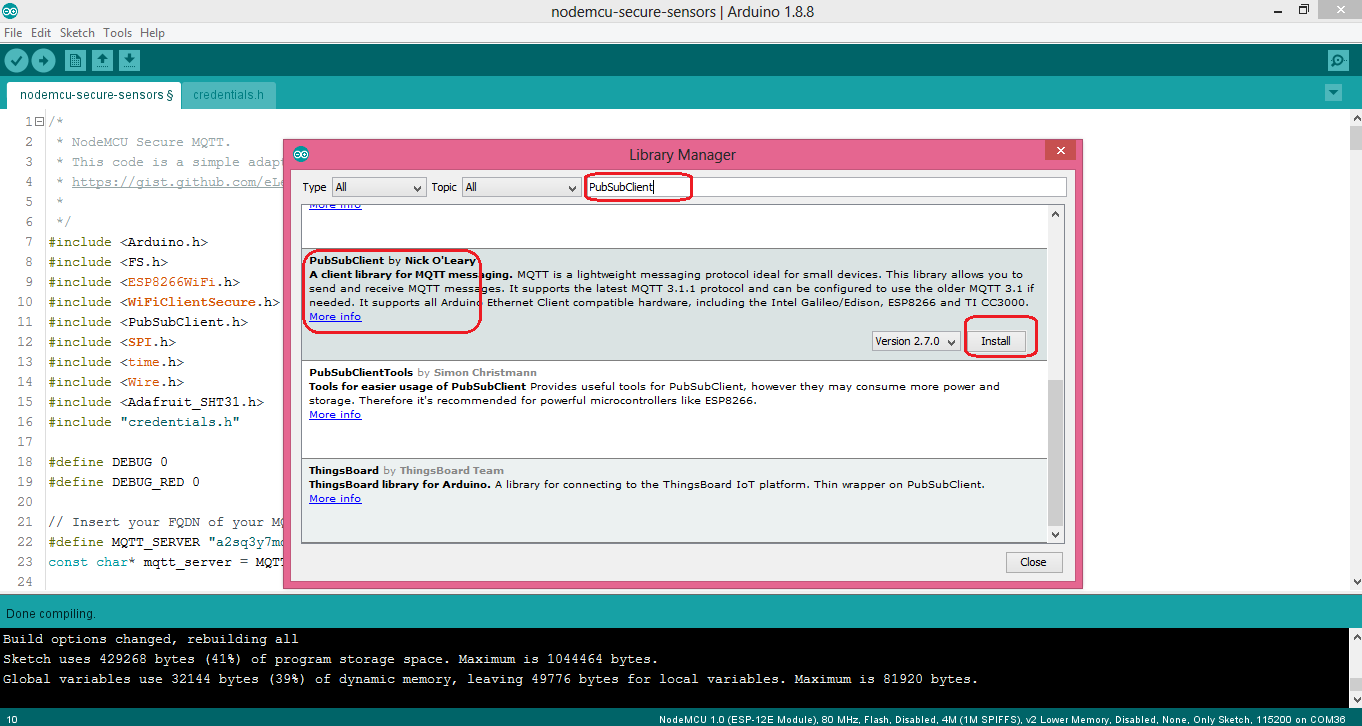 nodemcu-secure-sensors | Arduino 1.8.8
File Edit Sketch Tools Help
nodemcu-secure-sensors § credentials.h
1 /*
2 * NodeMCU Secure MQTT.
3 * This code is a simple
4 * https://gist.github.com/
5 *
6 */
7 #include <Arduino.h>
8 #include <FS.h>
9 #include <ESP8266WiFi.h>
10 #include <WiFiClientSecure.h>
11 #include <PubSubClient.h>
12 #include <SPI.h>
13 #include <time.h>
14 #include <Wire.h>
15 #include <Adafruit_SHT31.h>
16 #include "credentials.h"
17
18 #define DEBUG 0
19 #define DEBUG_RED 0
20
21 // Insert your FQDN of your
22 #define MQTT_SERVER
23 const char* mqtt_server =
24
Library Manager
Type All Topic All PubSubClient
More info
PubSubClient by Nick O'Leary
A client library for MQTT messaging. MQTT is a lightweight messaging protocol ideal for small devices. This library allows you to
send and receive MQTT messages. It supports the latest MQTT 3.1.1 protocol and can be configured to use the older MQTT 3.1 if
needed. It supports all Arduino Ethernet Client compatible hardware, including the Intel Galileo/Edison, ESP8266 and TI CC3000.
More info
Version 2.7.0 Install
PubSubClientTools by Simon Christmann
Tools for easier usage of PubSubClient Provides useful tools for PubSubClient, however they may consume more power and
storage. Therefore it's recommended for powerful microcontrollers like ESP8266.
More info
ThingsBoard by ThingsBoard Team
ThingsBoard library for Arduino. A library for connecting to the ThingsBoard IoT platform. Thin wrapper on PubSubClient.
More info
Close
Done compiling.
Build options changed, rebuilding all
Sketch uses 429268 bytes (41%) of program storage space. Maximum is 1044464 bytes.
Global variables use 32144 bytes (39%) of dynamic memory, leaving 49776 bytes for local variables. Maximum is 81920 bytes.
10 NodeMCU 1.0 (ESP-12E Module), 80 MHz, Flash, Disabled, 4M (1M SPIFFS), v2 Lower Memory, Disabled, None, Only Sketch, 115200 on COM36